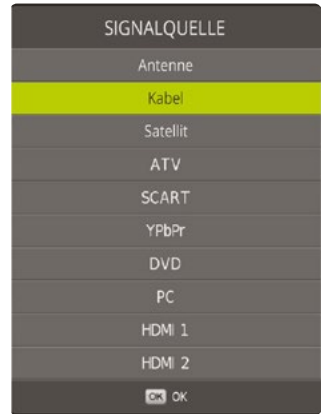 SIGNALQUELLE
Antenne
Kabel
Satellit
ATV
SCART
YPbPr
DVD
PC
HDMI 1
HDMI 2
OK OK